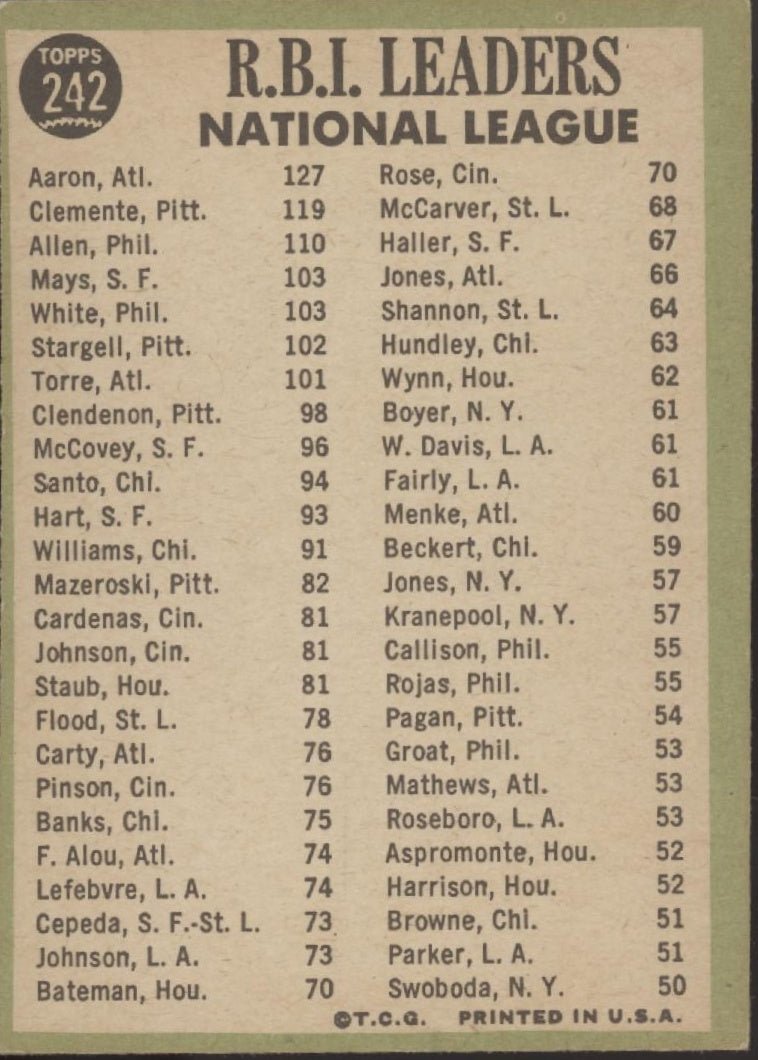 TOPPS
242
R.B.I. LEADERS
NATIONAL LEAGUE
Aaron, Atl. 127
Clemente, Pitt. 119
Allen, Phil. 110
Mays, S. F. 103
White, Phil. 103
Stargell, Pitt. 102
Torre, Atl. 101
Clendenon, Pitt. 98
McCovey, S. F. 96
Santo, Chi. 94
Hart, S. F. 93
Williams, Chi. 91
Mazeroski, Pitt. 82
Cardenas, Cin. 81
Johnson, Cin. 81
Staub, Hou. 81
Flood, St. L. 78
Carty, Atl. 76
Pinson, Cin. 76
Banks, Chi. 75
F. Alou, Atl. 74
Lefebvre, L. A. 74
Cepeda, S. F.-St. L. 73
Johnson, L. A. 73
Bateman, Hou. 70
Rose, Cin. 70
McCarver, St. L. 68
Haller, S. F. 67
Jones, Atl. 66
Shannon, St. L. 64
Hundley, Chi. 63
Wynn, Hou. 62
Boyer, N. Y. 61
W. Davis, L. A. 61
Fairly, L. A. 61
Menke, Atl. 60
Beckert, Chi. 59
Jones, N. Y. 57
Kranepool, N. Y. 57
Callison, Phil. 55
Rojas, Phil. 55
Pagan, Pitt. 54
Groat, Phil. 53
Mathews, Atl. 53
Roseboro, L. A. 53
Aspromonte, Hou. 52
Harrison, Hou. 52
Browne, Chi. 51
Parker, L. A. 51
Swoboda, N. Y. 50
©T.C.G. PRINTED IN U.S.A.